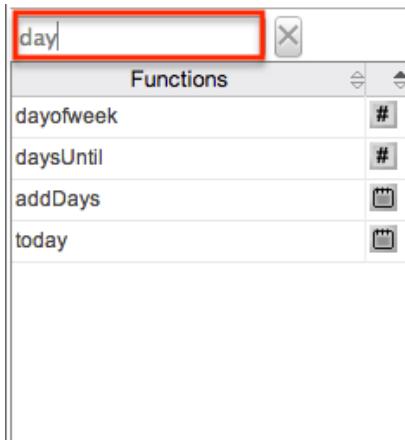 day
Functions
dayofweek #
daysUntil #
addDays
today